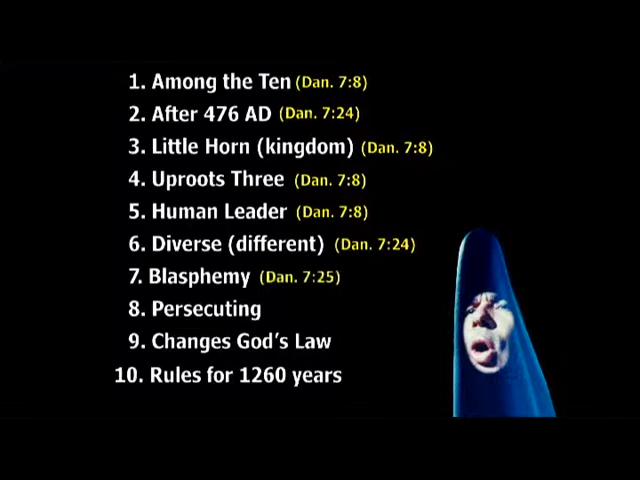 1. Among the Ten (Dan. 7:8)
2. After 476 AD (Dan. 7:24)
3. Little Horn (kingdom) (Dan. 7:8)
4. Uproots Three (Dan. 7:8)
5. Human Leader (Dan. 7:8)
6. Diverse (different) (Dan. 7:24)
7. Blasphemy (Dan. 7:25)
8. Persecuting
9. Changes God's Law
10. Rules for 1260 years